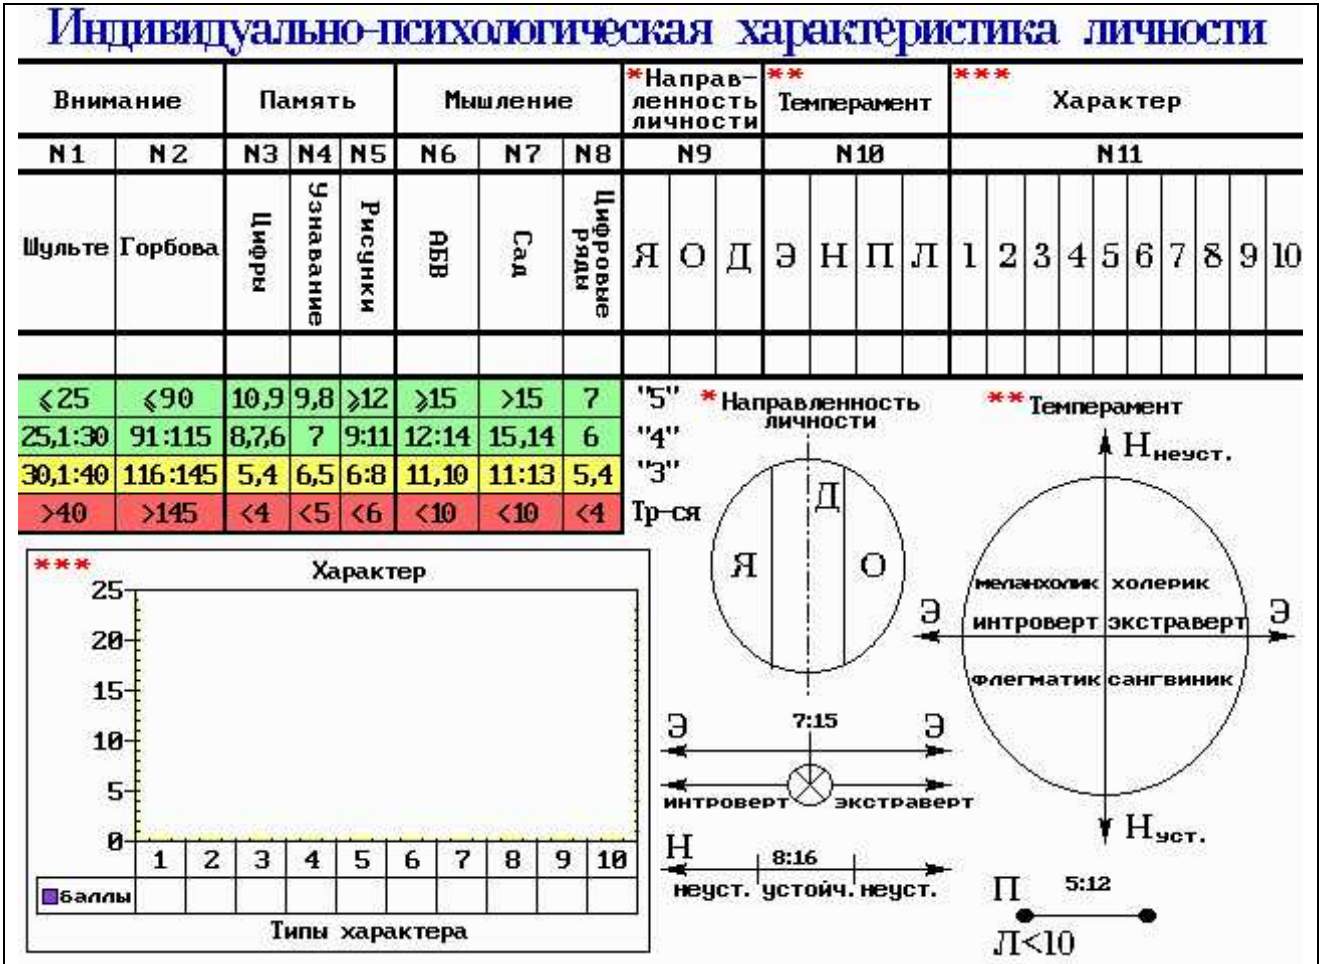 Индивидуально-психологическая характеристика личности
Внимание Память Мышление *Направ-ленность личности **Темперамент ***Характер
N1 N2 N3 N4 N5 N6 N7 N8 N9 N10 N11
Шульте Горбова Цифры Узнавание Рисунки АБВ Сад Цифровые ряды Я О Д Э Н П Л 1 2 3 4 5 6 7 8 9 10
⩽25 ⩽90 10,9 9,8 ⩾12 ⩾15 >15 7 "5"
25,1:30 91:115 8,7,6 7 9:11 12:14 15,14 6 "4"
30,1:40 116:145 5,4 6,5 6:8 11,10 11:13 5,4 "3"
>40 >145 <4 <5 <6 <10 <10 <4 Тр-ся
*Направленность
личности
Д
Я О
**Темперамент
Ннеуст.
меланхолик холерик
Э Э
интроверт экстраверт
флегматик сангвиник
Нуст.
***
Характер
25
20
15
10
5
0
1 2 3 4 5 6 7 8 9 10
баллы
Типы характера
Э 7:15 Э
интроверт экстраверт
Н 8:16
неуст. устойч. неуст.
П 5:12
Л<10